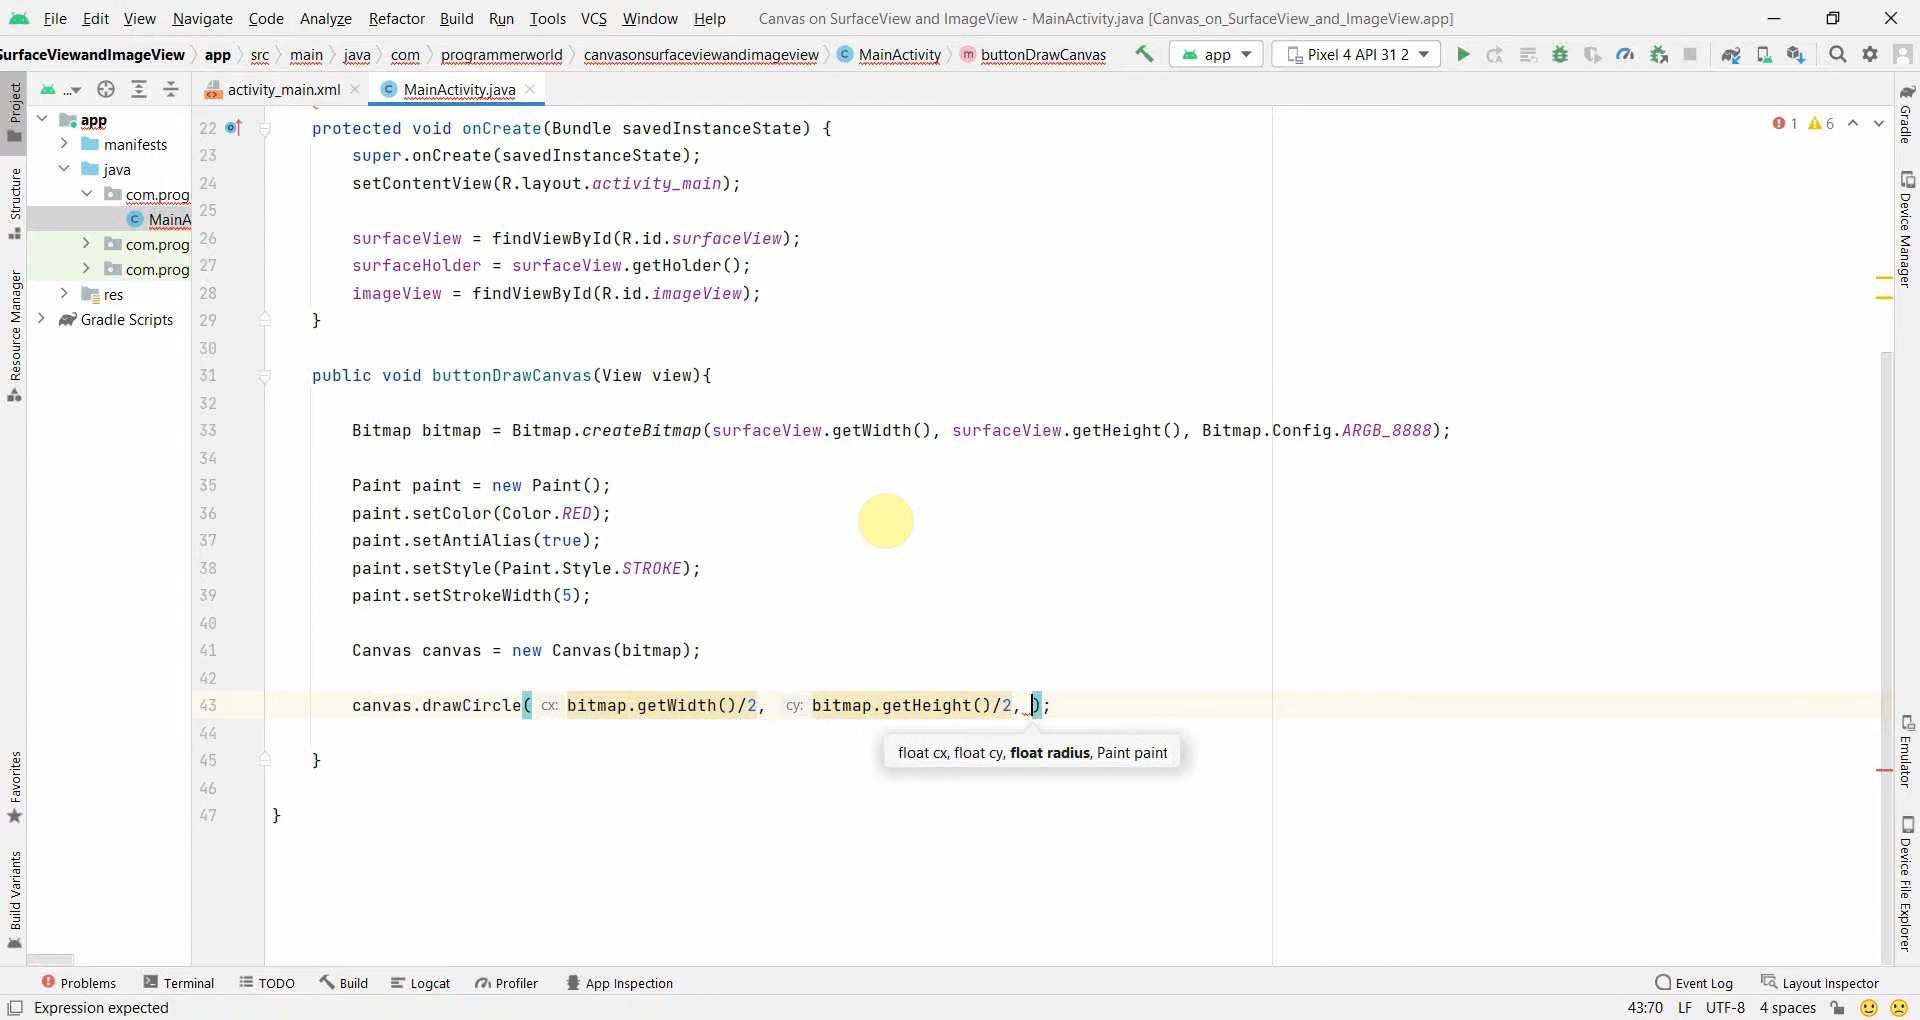 File Edit View Navigate Code Analyze Refactor Build Run Tools VCS Window Help Canvas on SurfaceView and ImageView - MainActivity.java [Canvas_on_SurfaceView_and_ImageView.app]
SurfaceViewandImageView app src main java com programmerworld canvasonsurfaceviewandimageview MainActivity buttonDrawCanvas app Pixel 4 API 31 2
... activity_main.xml MainActivity.java
Project
Structure
Resource Manager
Favorites
Build Variants
app
manifests
java
com.prog
MainA
com.prog
com.prog
res
Gradle Scripts
1 6
22 protected void onCreate(Bundle savedInstanceState) {
23 super.onCreate(savedInstanceState);
24 setContentView(R.layout.activity_main);
25
26 surfaceView = findViewById(R.id.surfaceView);
27 surfaceHolder = surfaceView.getHolder();
28 imageView = findViewById(R.id.imageView);
29 }
30
31 public void buttonDrawCanvas(View view){
32
33 Bitmap bitmap = Bitmap.createBitmap(surfaceView.getWidth(), surfaceView.getHeight(), Bitmap.Config.ARGB_8888);
34
35 Paint paint = new Paint();
36 paint.setColor(Color.RED);
37 paint.setAntiAlias(true);
38 paint.setStyle(Paint.Style.STROKE);
39 paint.setStrokeWidth(5);
40
41 Canvas canvas = new Canvas(bitmap);
42
43 canvas.drawCircle( cx: bitmap.getWidth()/2, cy: bitmap.getHeight()/2, );
44
float cx, float cy, float radius, Paint paint
45 }
46
47 }
Gradle
Device Manager
Emulator
Device File Explorer
Problems Terminal TODO Build Logcat Profiler App Inspection Event Log Layout Inspector
Expression expected 43:70 LF UTF-8 4 spaces